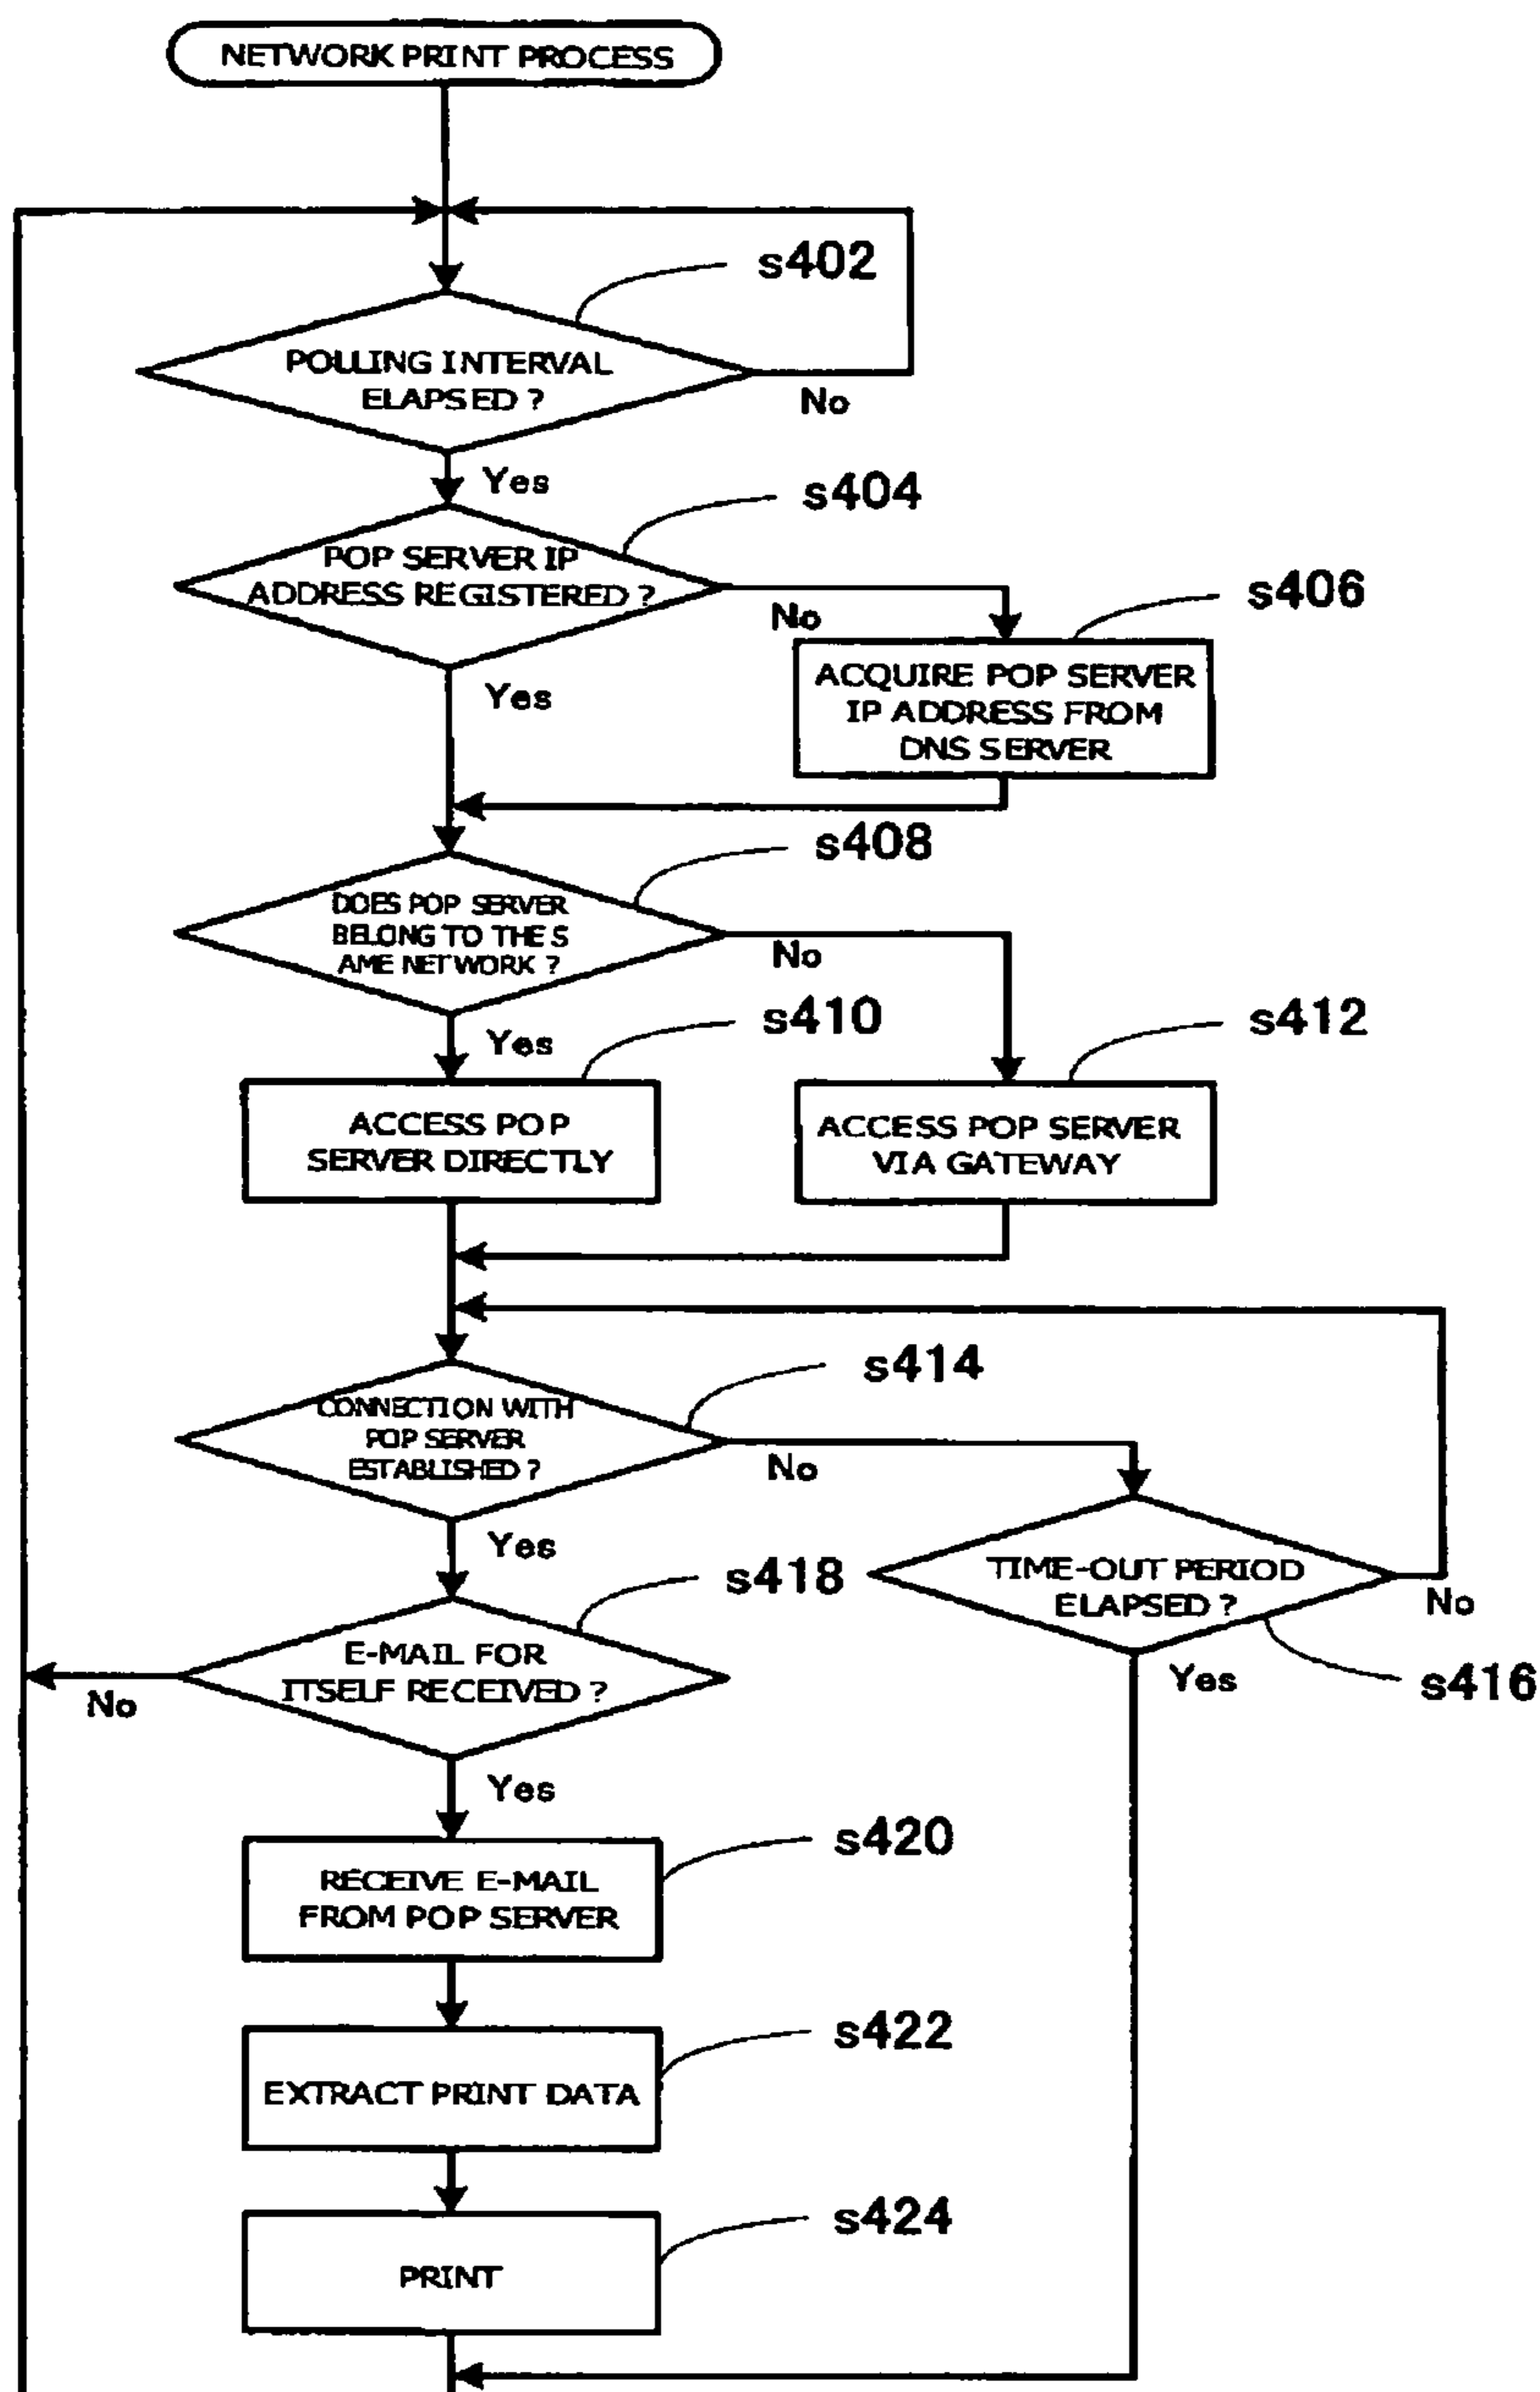 NETWORK PRINT PROCESS
s402
POLLING INTERVAL
ELAPSED ?
No
Yes
s404
POP SERVER IP
ADDRESS REGISTERED ?
No
s406
Yes
ACQUIRE POP SERVER
IP ADDRESS FROM
DNS SERVER
s408
DOES POP SERVER
BELONG TO THE S
AME NETWORK ?
No
Yes
s410
s412
ACCESS POP
SERVER DIRECTLY
ACCESS POP SERVER
VIA GATEWAY
s414
CONNECTION WITH
POP SERVER
ESTABLISHED ?
No
Yes
s418
TIME-OUT PERIOD
ELAPSED ?
No
E-MAIL FOR
ITSELF RECEIVED ?
No
Yes
s416
Yes
s420
RECEIVE E-MAIL
FROM POP SERVER
s422
EXTRACT PRINT DATA
s424
PRINT